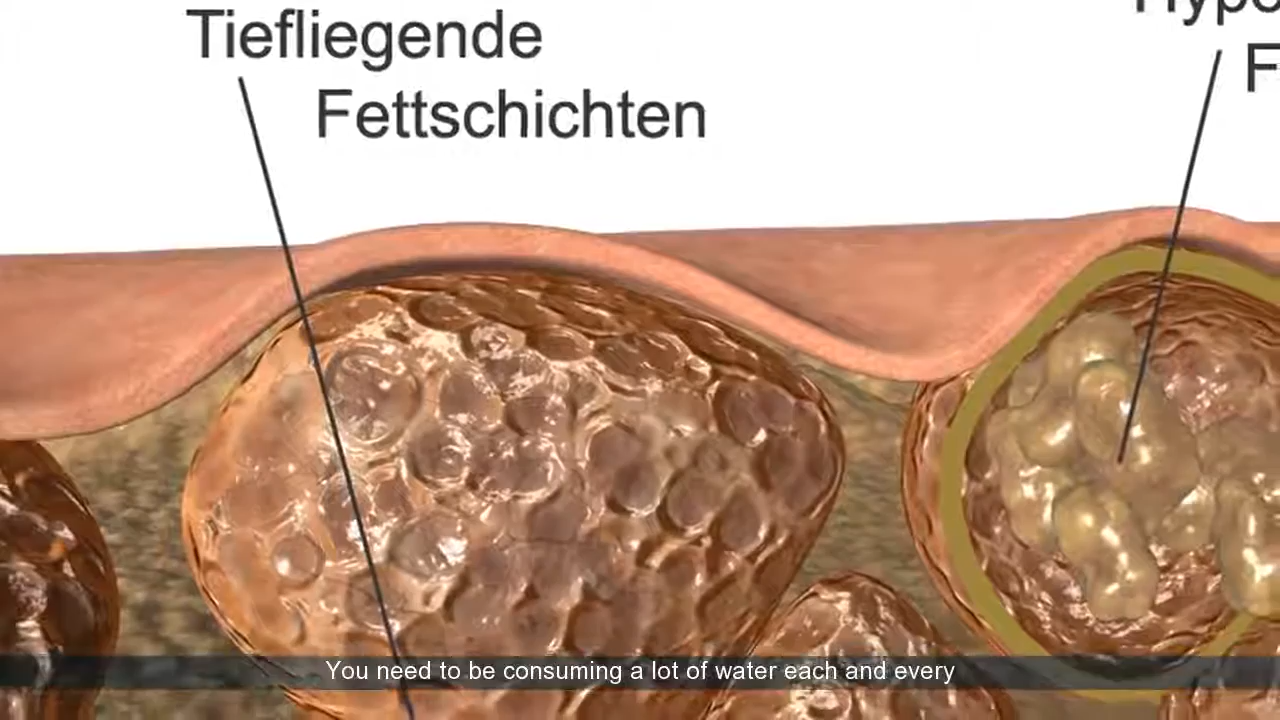 Tiefliegende
Fettschichten
You need to be consuming a lot of water each and every